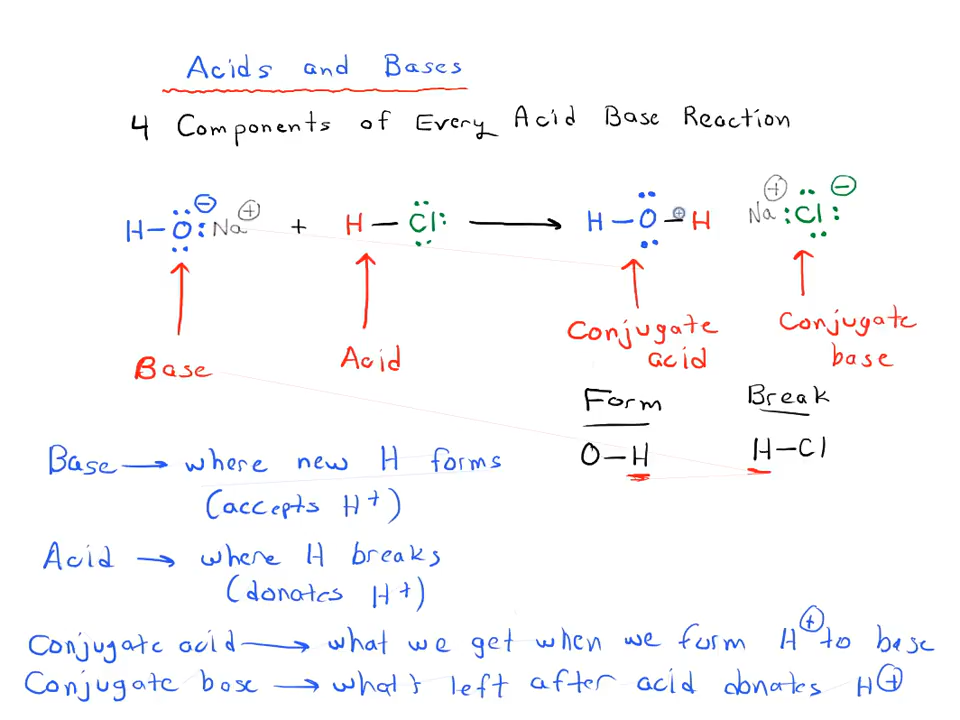 Acids and Bases
4 Components of Every Acid Base Reaction
H—O:⊖ Na⊕ + H—Cl: → H—O—H Na⊕ :Cl:⊖
⊕
Base Acid Conjugate acid Conjugate base
Form Break
O—H H—Cl
Base → where new H forms
(accepts H+)
Acid → where H breaks
(donates H+)
Conjugate acid → what we get when we form H⊕ to base
Conjugate base → what's left after acid donates H⊕